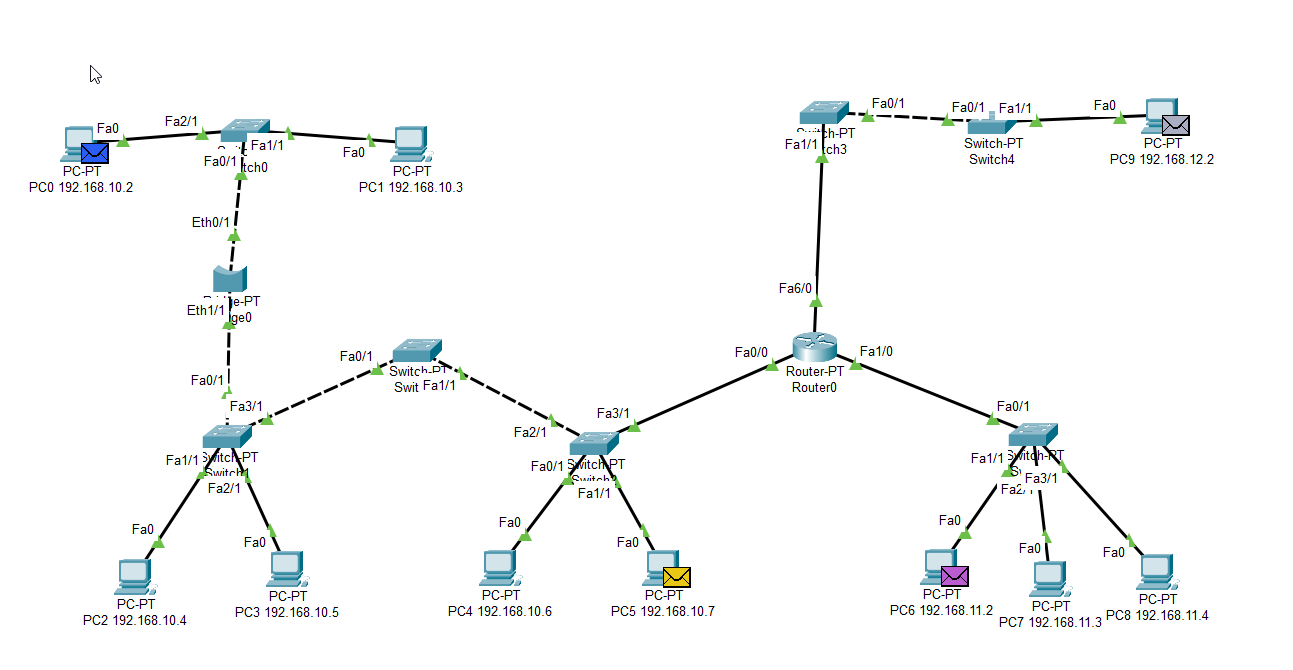 Fa0
Fa2/1
Fa0/1
Fa1/1
tch0
Fa0
PC-PT
PC0 192.168.10.2
PC-PT
PC1 192.168.10.3
Eth0/1
Eth1/1
Fa0/1
Fa3/1
Switch1
Fa1/1
Fa2/1
Fa0
Fa0
PC-PT
PC2 192.168.10.4
PC-PT
PC3 192.168.10.5
Fa0/1
Fa1/1
Fa2/1
Fa3/1
Fa0/1
Switch-PT
Fa1/1
Fa0
Fa0
PC-PT
PC4 192.168.10.6
PC-PT
PC5 192.168.10.7
Fa0/0
Fa1/0
Fa6/0
Router-PT
Router0
Fa1/1
Fa0/1
Fa0/1
Fa1/1
Fa0
Switch-PT
Switch4
PC-PT
PC9 192.168.12.2
Fa0/1
Fa1/1
Fa3/1
Fa0
Fa0
Fa0
PC-PT
PC6 192.168.11.2
PC-PT
PC7 192.168.11.3
PC-PT
PC8 192.168.11.4